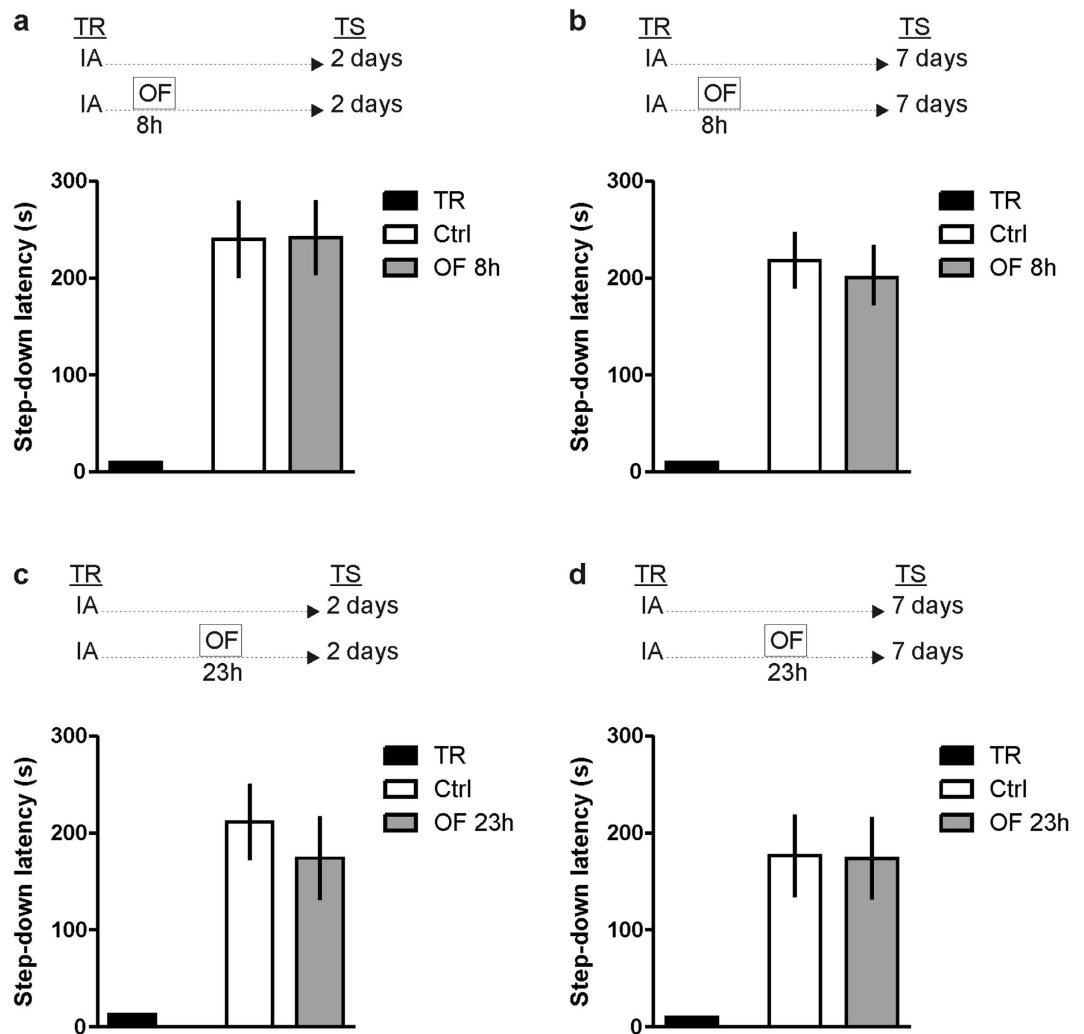 a
TR TS
IA 2 days
OF
IA 2 days
8h
300
200
100
0
Step-down latency (s)
TR
Ctrl
OF 8h
b
TR TS
IA 7 days
OF
IA 7 days
8h
300
200
100
0
Step-down latency (s)
TR
Ctrl
OF 8h
c
TR TS
IA 2 days
OF
IA 2 days
23h
300
200
100
0
Step-down latency (s)
TR
Ctrl
OF 23h
d
TR TS
IA 7 days
OF
IA 7 days
23h
300
200
100
0
Step-down latency (s)
TR
Ctrl
OF 23h